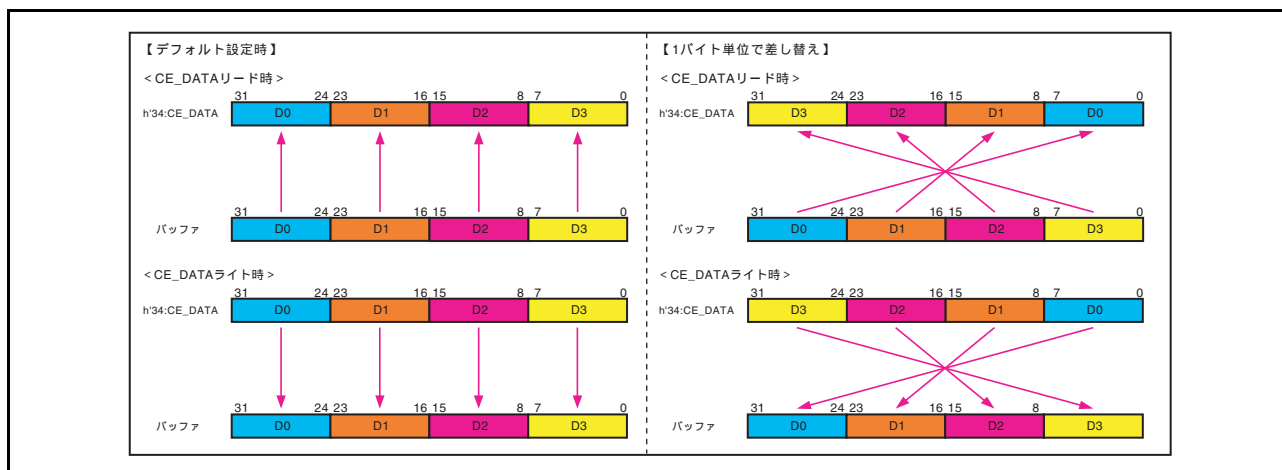 【デフォルト設定時】
<CE_DATAリード時>
31 24 23 16 15 8 7 0
h'34:CE_DATA D0 D1 D2 D3
31 24 23 16 15 8 7 0
バッファ D0 D1 D2 D3
<CE_DATAライト時>
31 24 23 16 15 8 7 0
h'34:CE_DATA D0 D1 D2 D3
31 24 23 16 15 8 7 0
バッファ D0 D1 D2 D3
【1バイト単位で差し替え】
<CE_DATAリード時>
31 24 23 16 15 8 7 0
h'34:CE_DATA D3 D2 D1 D0
31 24 23 16 15 8 7 0
バッファ D0 D1 D2 D3
<CE_DATAライト時>
31 24 23 16 15 8 7 0
h'34:CE_DATA D3 D2 D1 D0
31 24 23 16 15 8 0
バッファ D0 D1 D2 D3